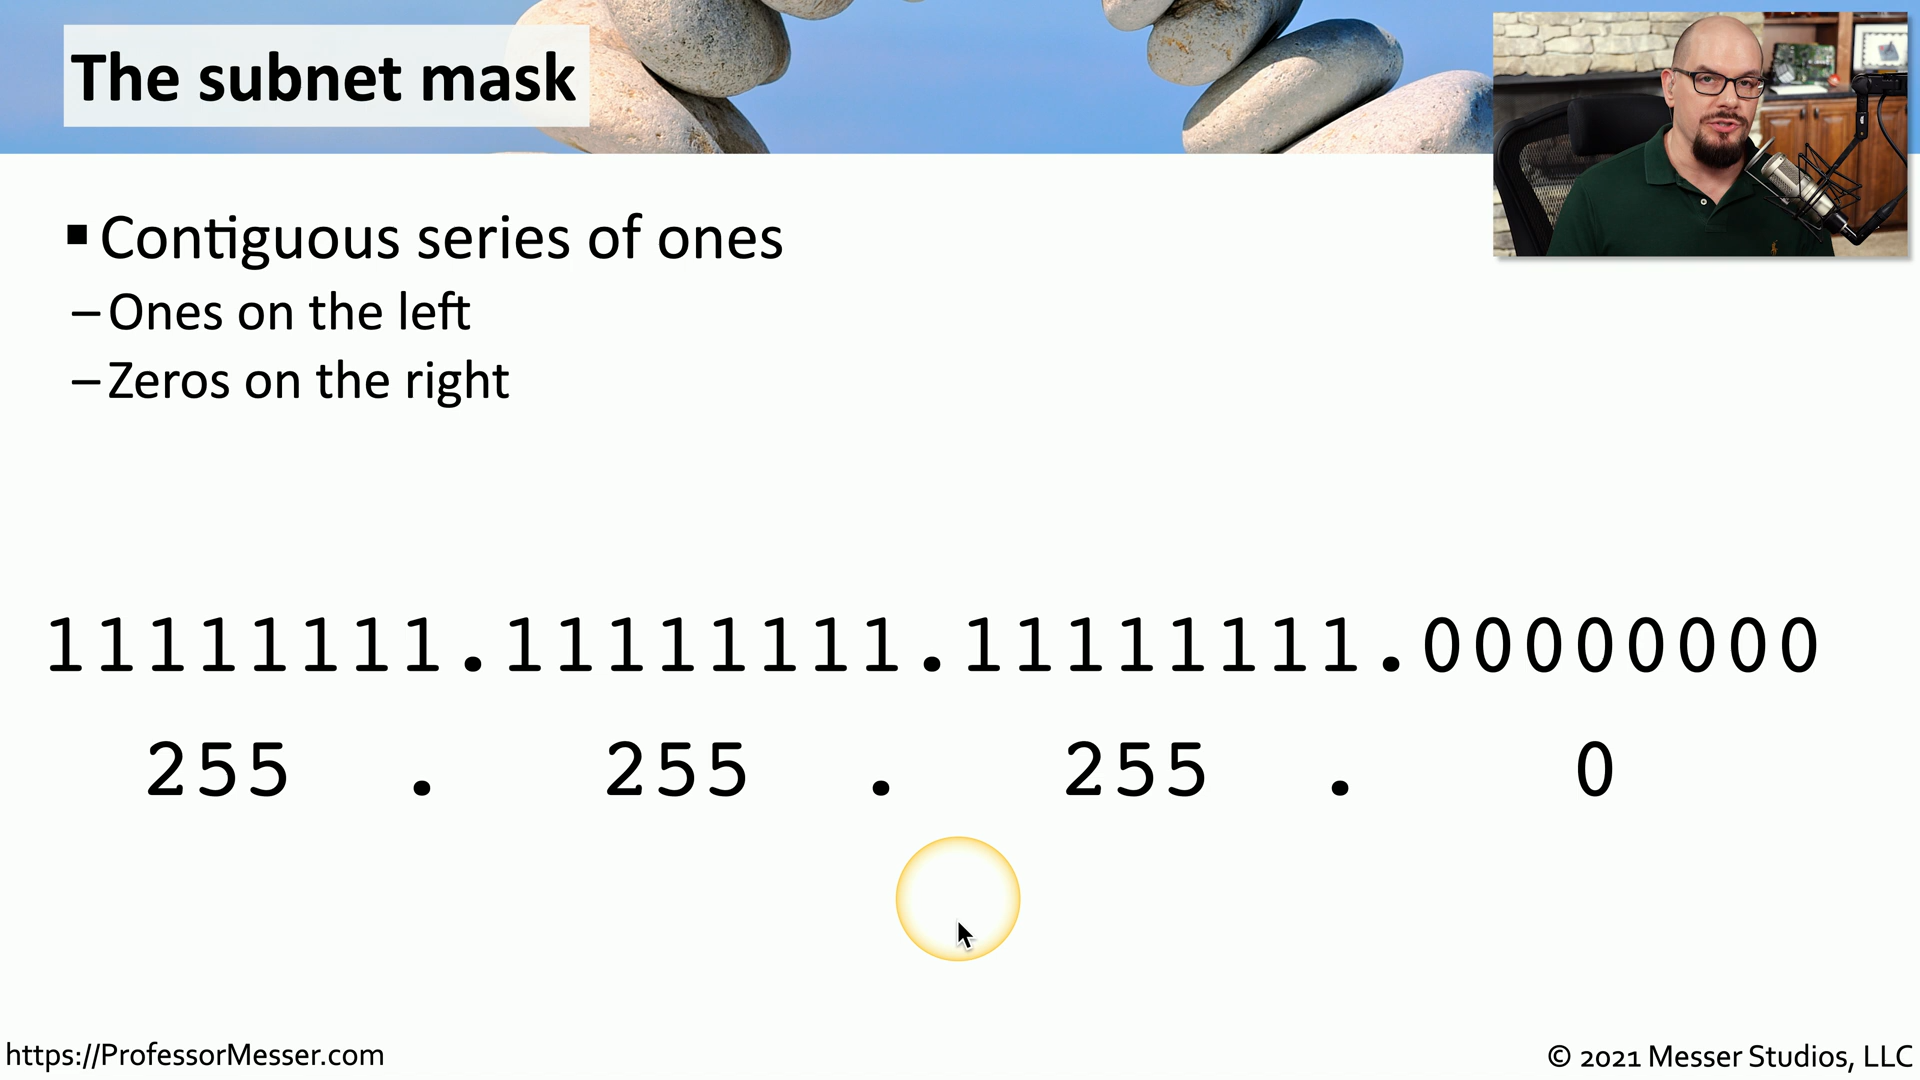 The subnet mask
▪ Contiguous series of ones
– Ones on the left
– Zeros on the right
11111111.11111111.11111111.00000000
255 . 255 . 255 . 0
https://ProfessorMesser.com
© 2021 Messer Studios, LLC